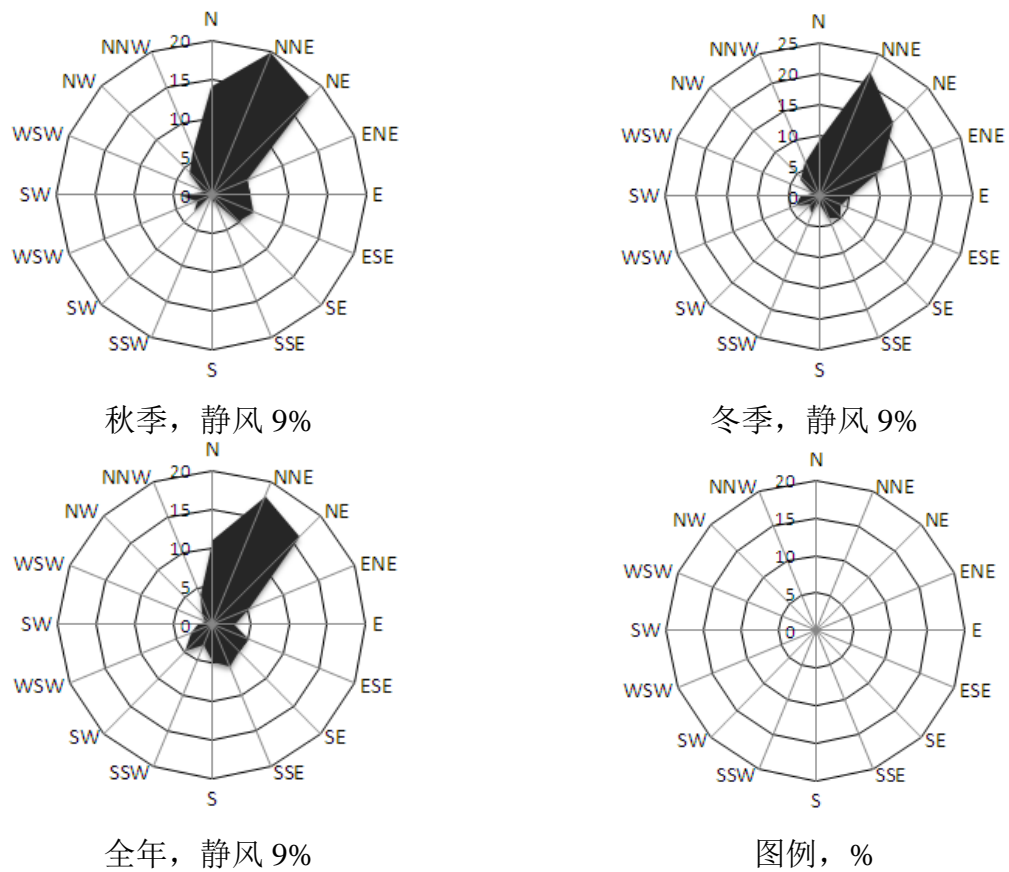 N
NNW 20 NNE
NW 15 NE
WSW 10 ENE
5
SW 0 E
WSW ESE
SW SE
SSW SSE
S
秋季，静风 9%
N
NNW 25 NNE
NW 20 NE
15
WSW 10 ENE
5
SW 0 E
WSW ESE
SW SE
SSW SSE
S
冬季，静风 9%
N
NNW 20 NNE
NW 15 NE
WSW 10 ENE
5
SW 0 E
WSW ESE
SW SE
SSW SSE
S
全年，静风 9%
N
NNW 20 NNE
NW 15 NE
WSW 10 ENE
5
SW 0 E
WSW ESE
SW SE
SSW SSE
S
图例，%